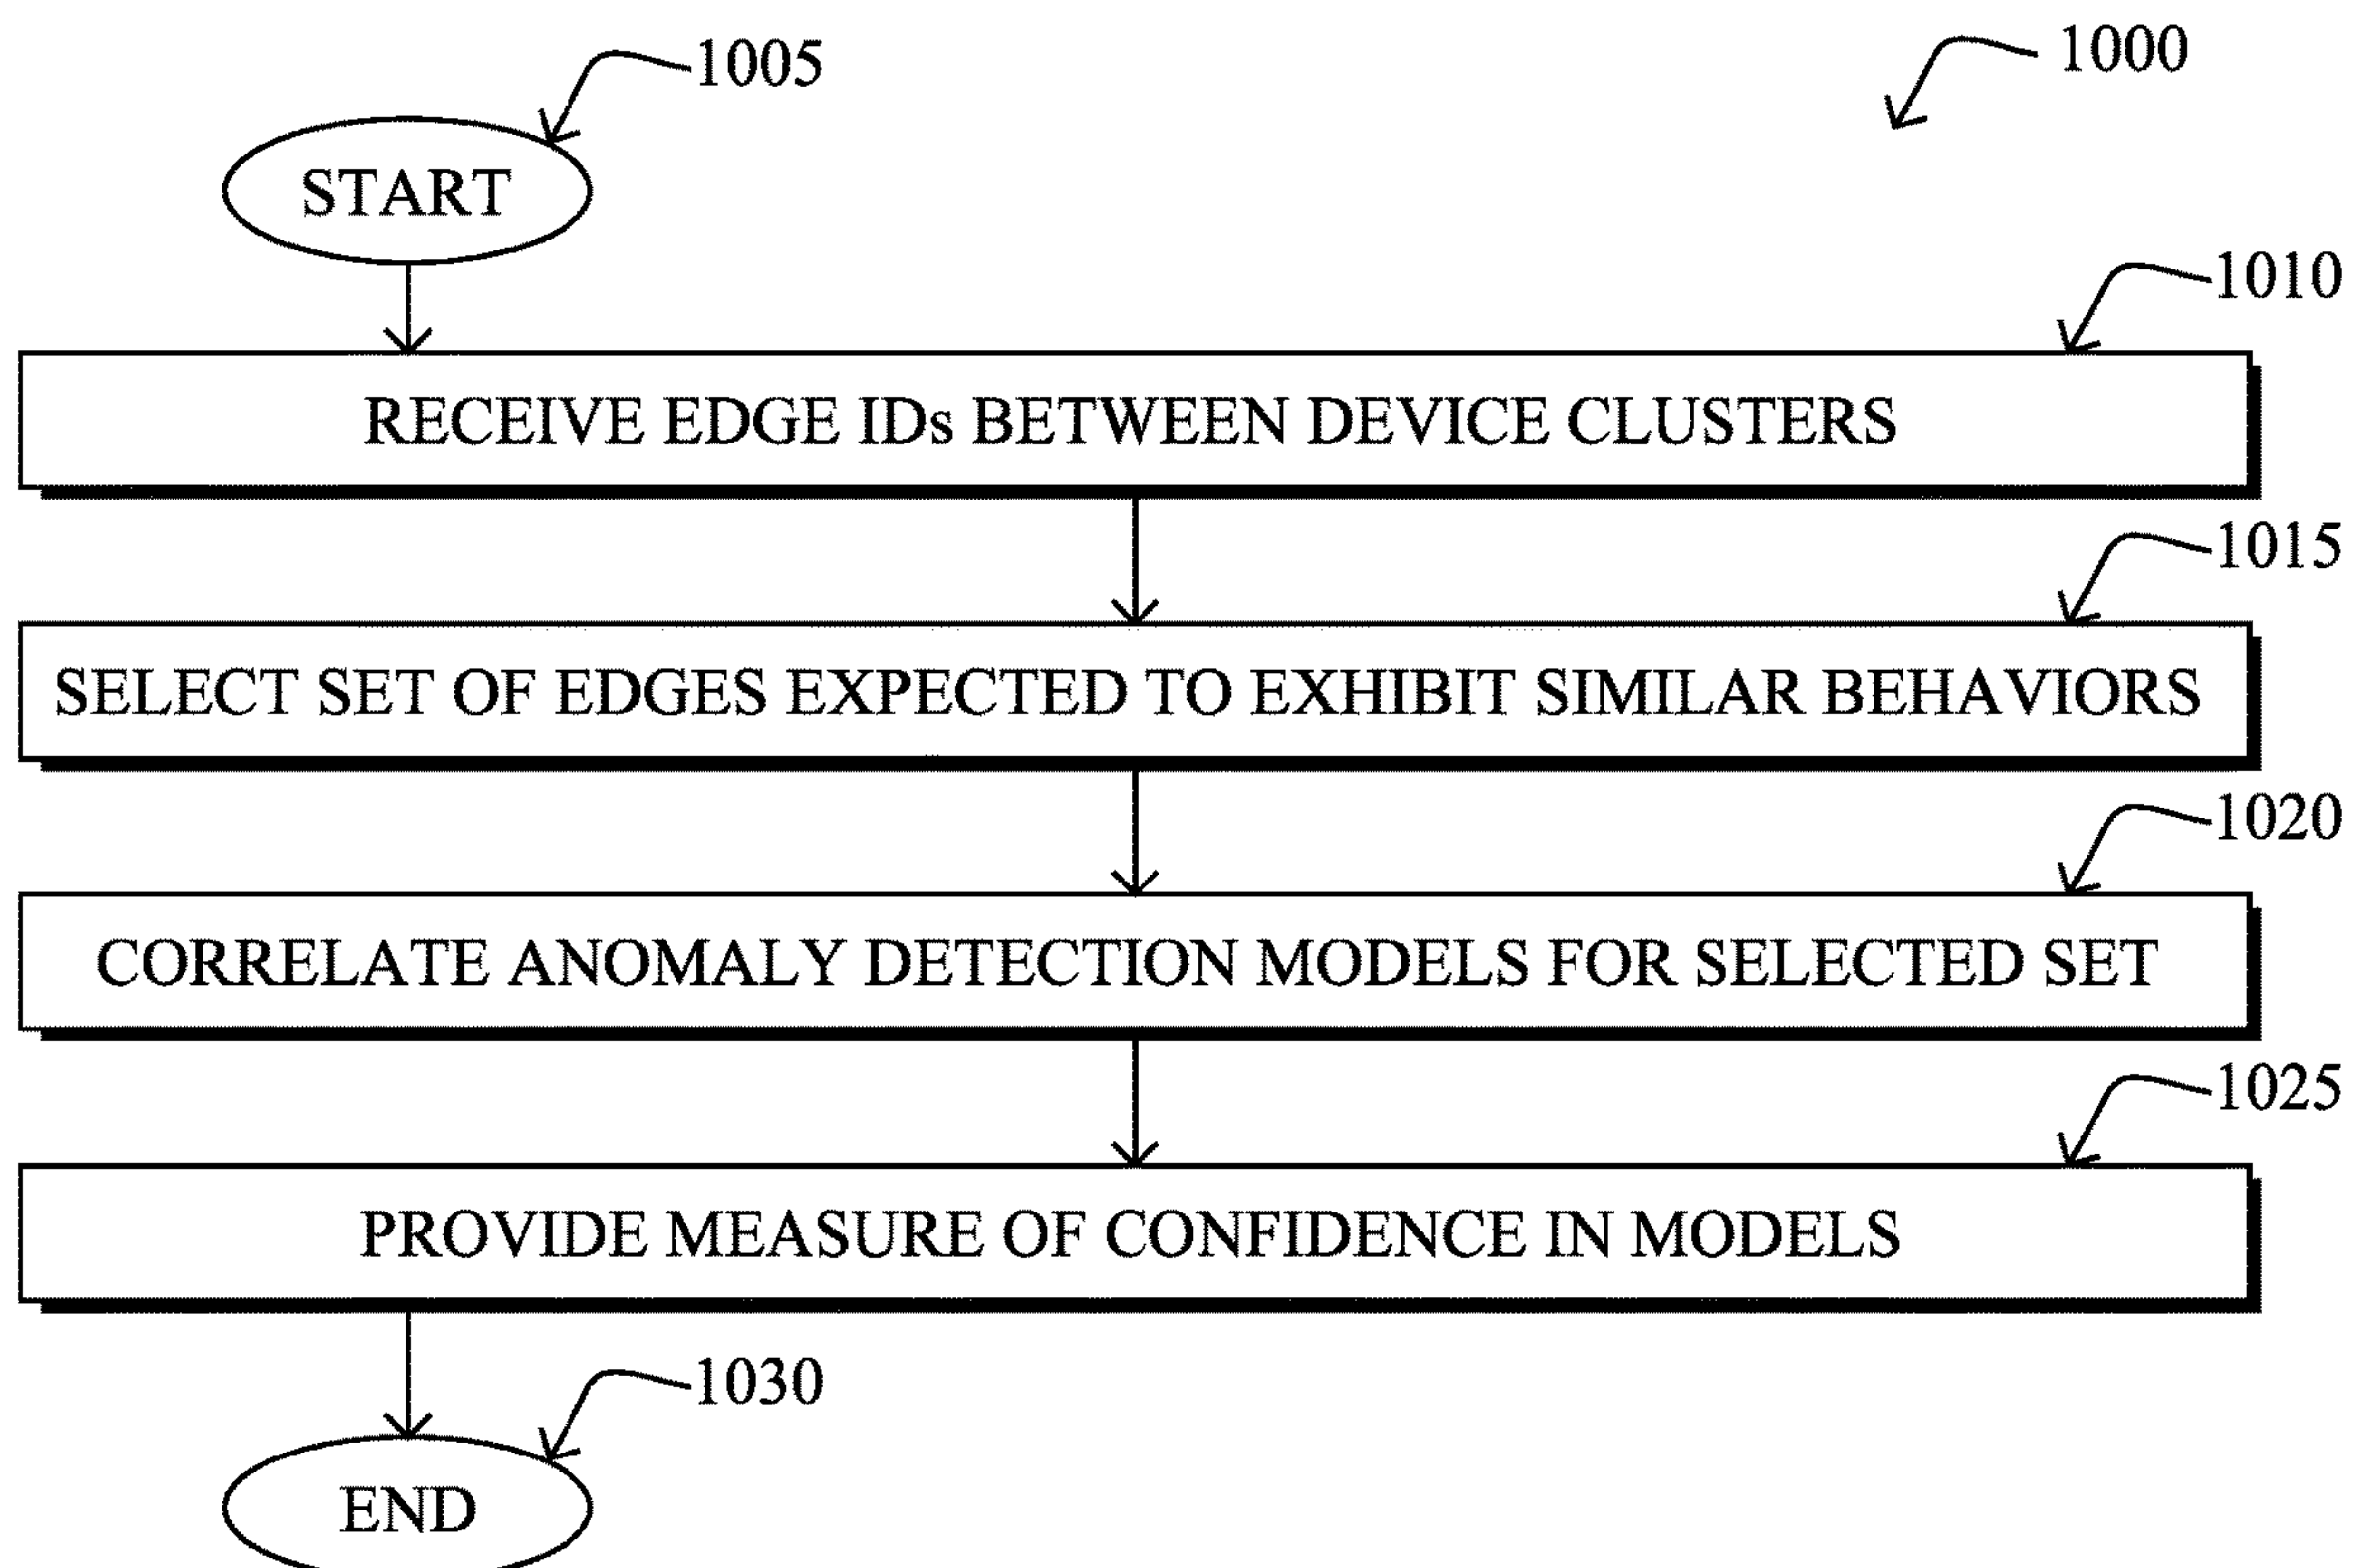 1005
1000
START
1010
RECEIVE EDGE IDs BETWEEN DEVICE CLUSTERS
1015
SELECT SET OF EDGES EXPECTED TO EXHIBIT SIMILAR BEHAVIORS
1020
CORRELATE ANOMALY DETECTION MODELS FOR SELECTED SET
1025
PROVIDE MEASURE OF CONFIDENCE IN MODELS
1030
END